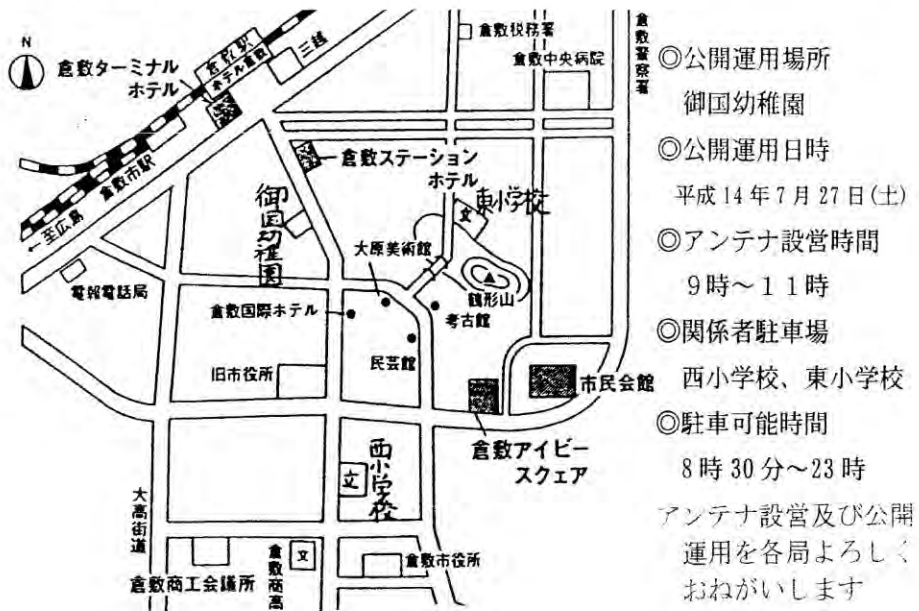 N
倉敷ターミナル
ホテル
倉敷駅
ホテル倉敷
三越
倉敷税務署
倉敷中央病院
倉敷警察署
倉敷市駅
←至広島
倉敷ステーション
ホテル
御国幼稚園
東小学校
文
大原美術館
鶴形山
考古館
電報電話局
倉敷国際ホテル
民芸館
旧市役所
市民会館
倉敷アイビー
スクェア
西小学校
文
大高街道
倉敷商工会議所
倉敷商高
文
倉敷市役所
◎公開運用場所
御国幼稚園
◎公開運用日時
平成14年7月27日(土)
◎アンテナ設営時間
9時～11時
◎関係者駐車場
西小学校、東小学校
◎駐車可能時間
8時30分～23時
アンテナ設営及び公開
運用を各局よろしく
おねがいします